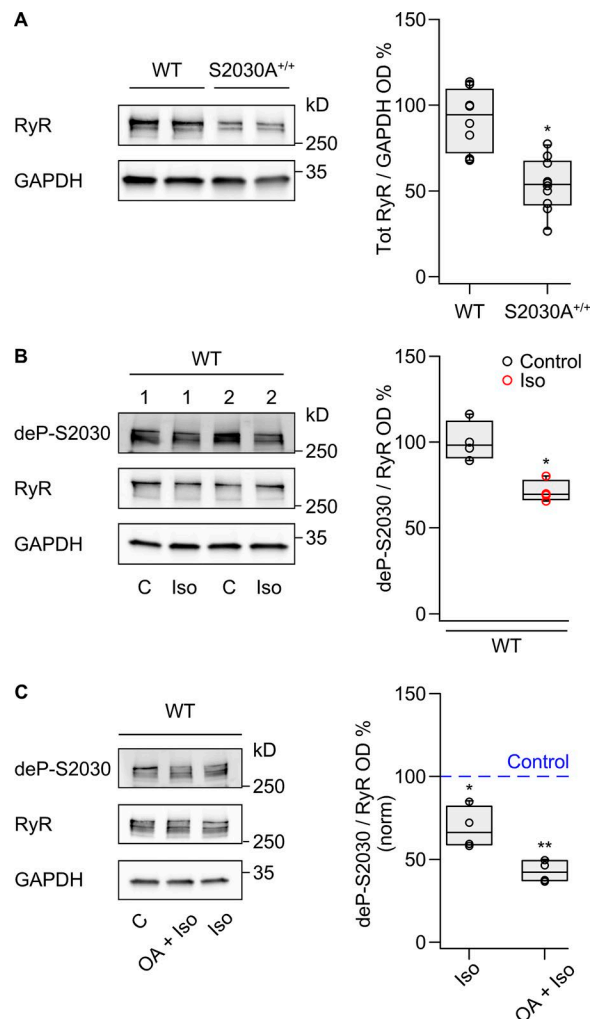 A
WT S2030A+/+
kD
RyR
250
GAPDH
35
150
100
50
0
Tot RyR / GAPDH OD %
*
WT S2030A+/+
B
WT
1 1 2 2
kD
deP-S2030
250
RyR
250
GAPDH
35
C Iso C Iso
150
100
50
0
deP-S2030 / RyR OD %
Control
Iso
*
WT
C
WT
kD
deP-S2030
250
RyR
250
GAPDH
35
C OA + Iso Iso
150
100
50
0
deP-S2030 / RyR OD %
(norm)
Control
*
**
Iso OA + Iso